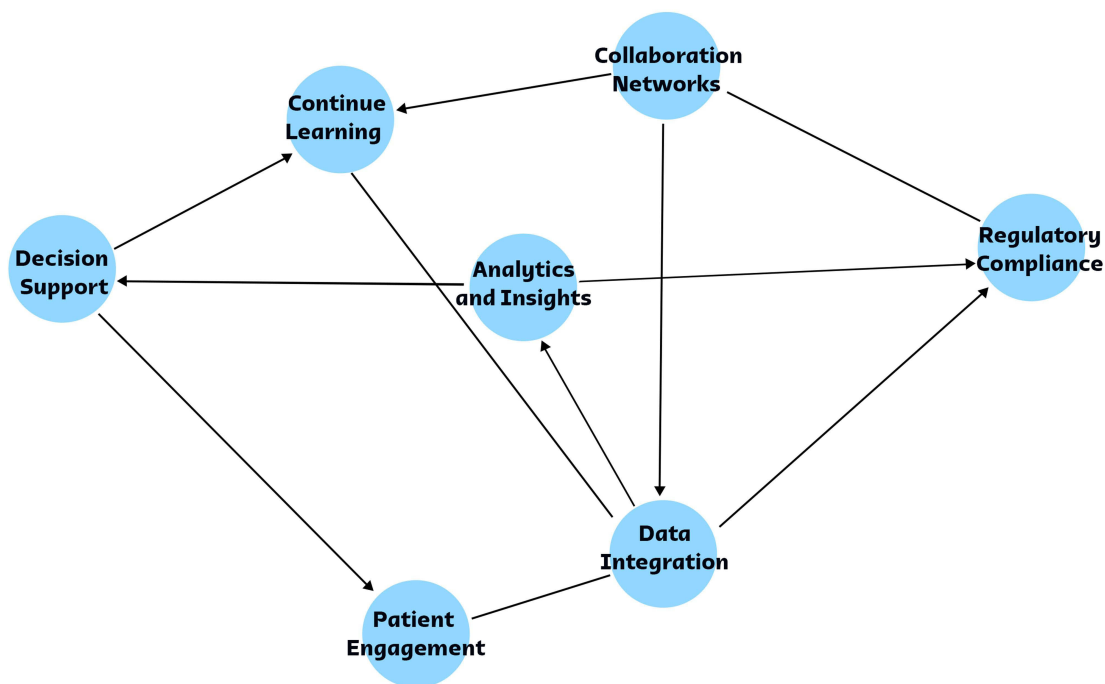 Collaboration
Networks
Continue
Learning
Regulatory
Compliance
Decision
Support
Analytics
and Insights
Data
Integration
Patient
Engagement